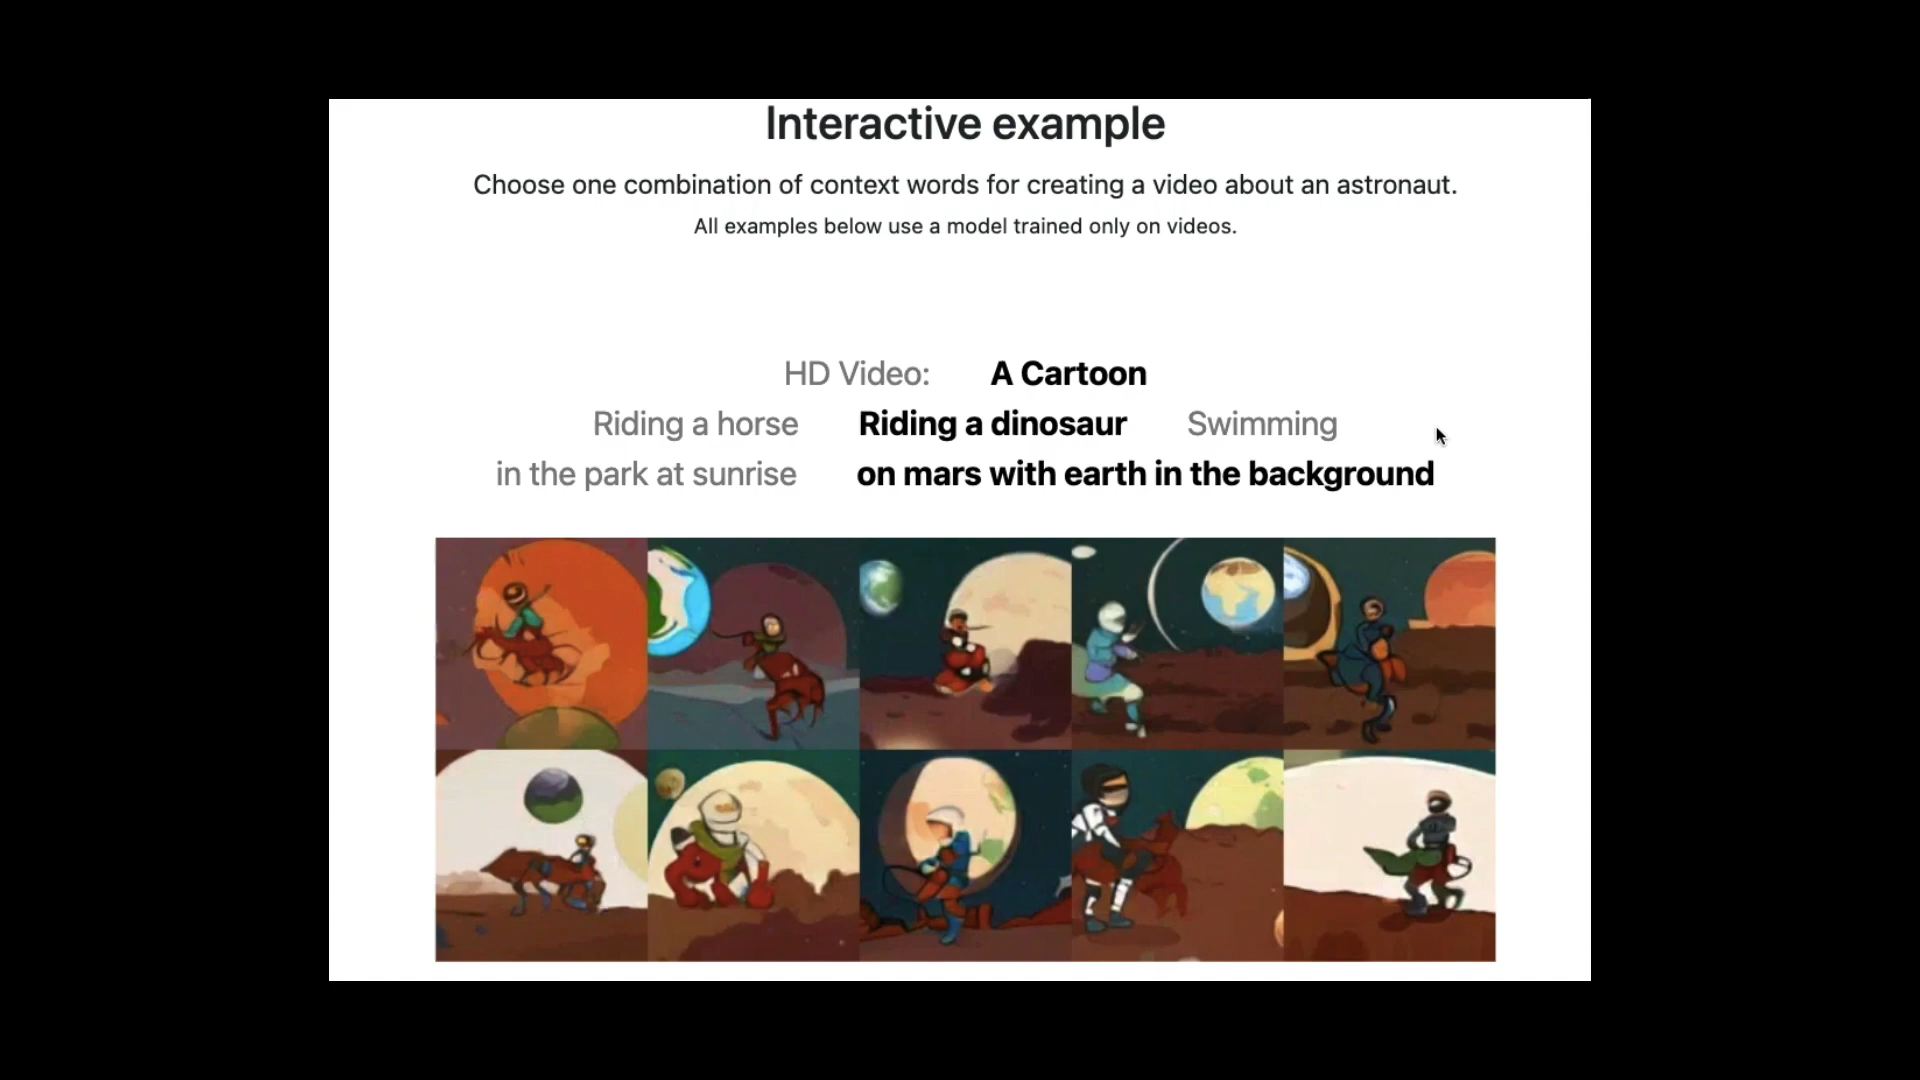 Interactive example
Choose one combination of context words for creating a video about an astronaut.
All examples below use a model trained only on videos.
HD Video: A Cartoon
Riding a horse Riding a dinosaur Swimming
in the park at sunrise on mars with earth in the background